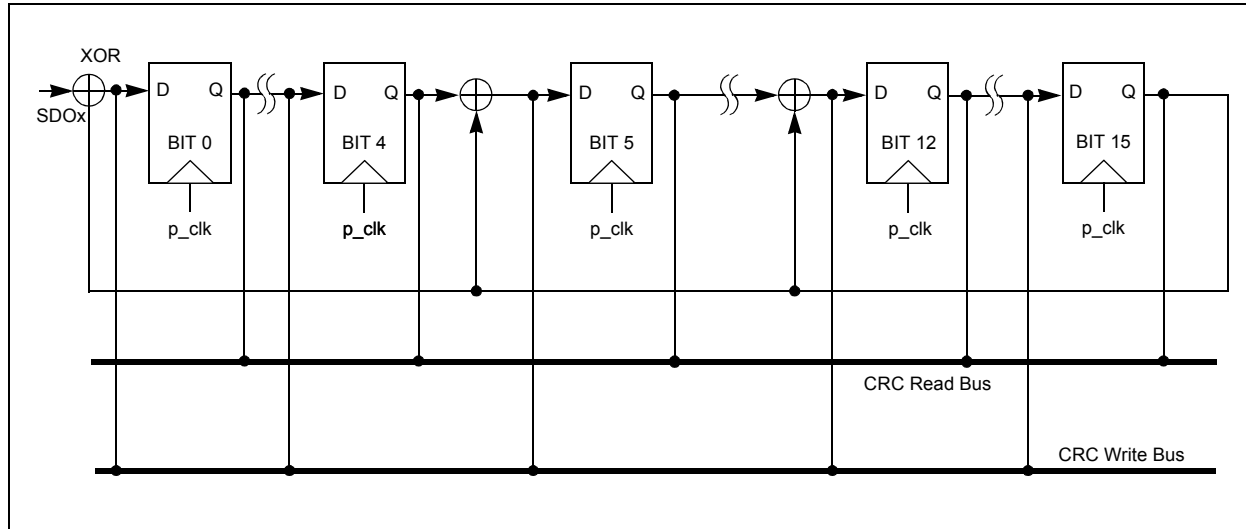 XOR
SDOx
D Q
BIT 0
p_clk
D Q
BIT 4
p_clk
D Q
BIT 5
p_clk
D Q
BIT 12
p_clk
D Q
BIT 15
p_clk
CRC Read Bus
CRC Write Bus